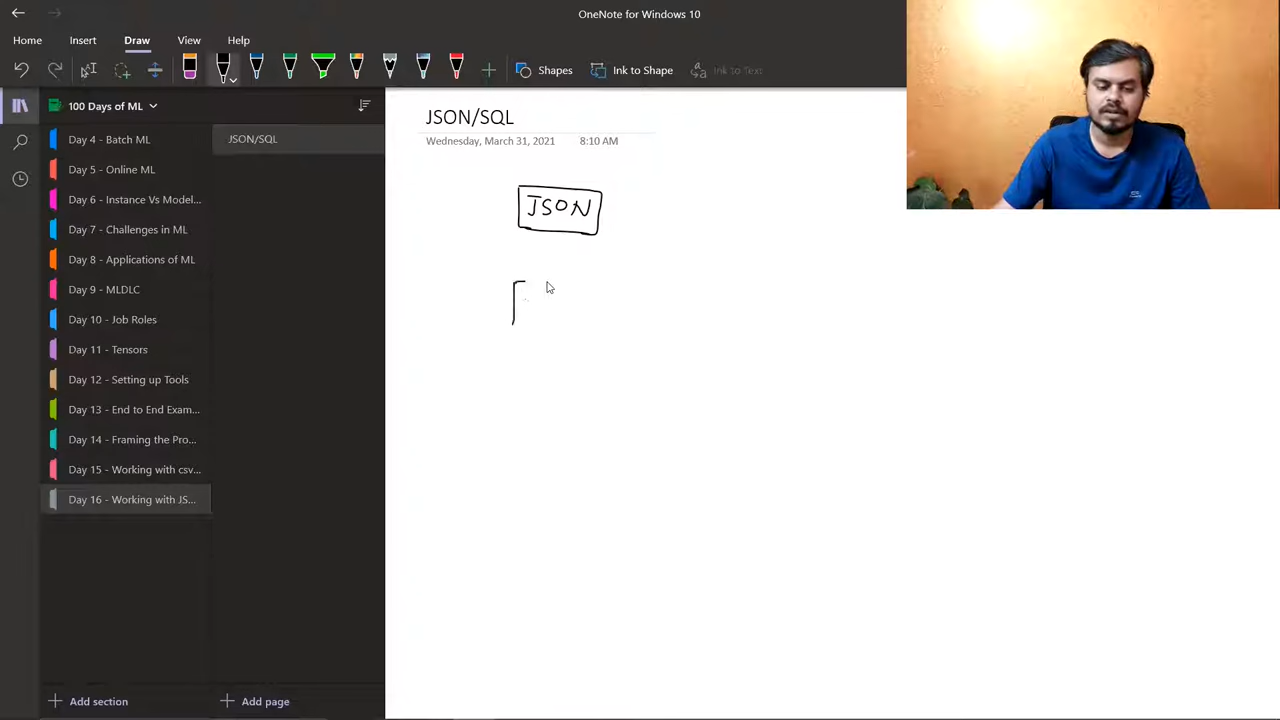 OneNote for Windows 10
Home
Insert
Draw
View
Help
Shapes
Ink to Shape
Ink to Text
100 Days of ML
Day 4 - Batch ML
Day 5 - Online ML
Day 6 - Instance Vs Model...
Day 7 - Challenges in ML
Day 8 - Applications of ML
Day 9 - MLDLC
Day 10 - Job Roles
Day 11 - Tensors
Day 12 - Setting up Tools
Day 13 - End to End Exam...
Day 14 - Framing the Pro...
Day 15 - Working with csv...
Day 16 - Working with JS...
Add section
JSON/SQL
Add page
JSON/SQL
Wednesday, March 31, 2021 8:10 AM
JSON